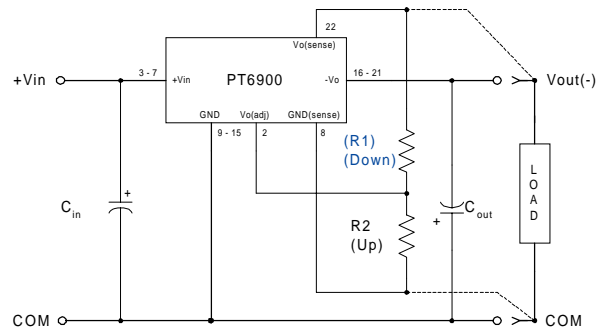 22
Vo(sense)
+Vin
3 - 7
+Vin
PT6900
-Vo
16 - 21
Vout(-)
GND
Vo(adj)
GND(sense)
9 - 15
2
8
(R1)
(Down)
L
O
A
D
+
C in
R2
(Up)
+
C out
COM
COM